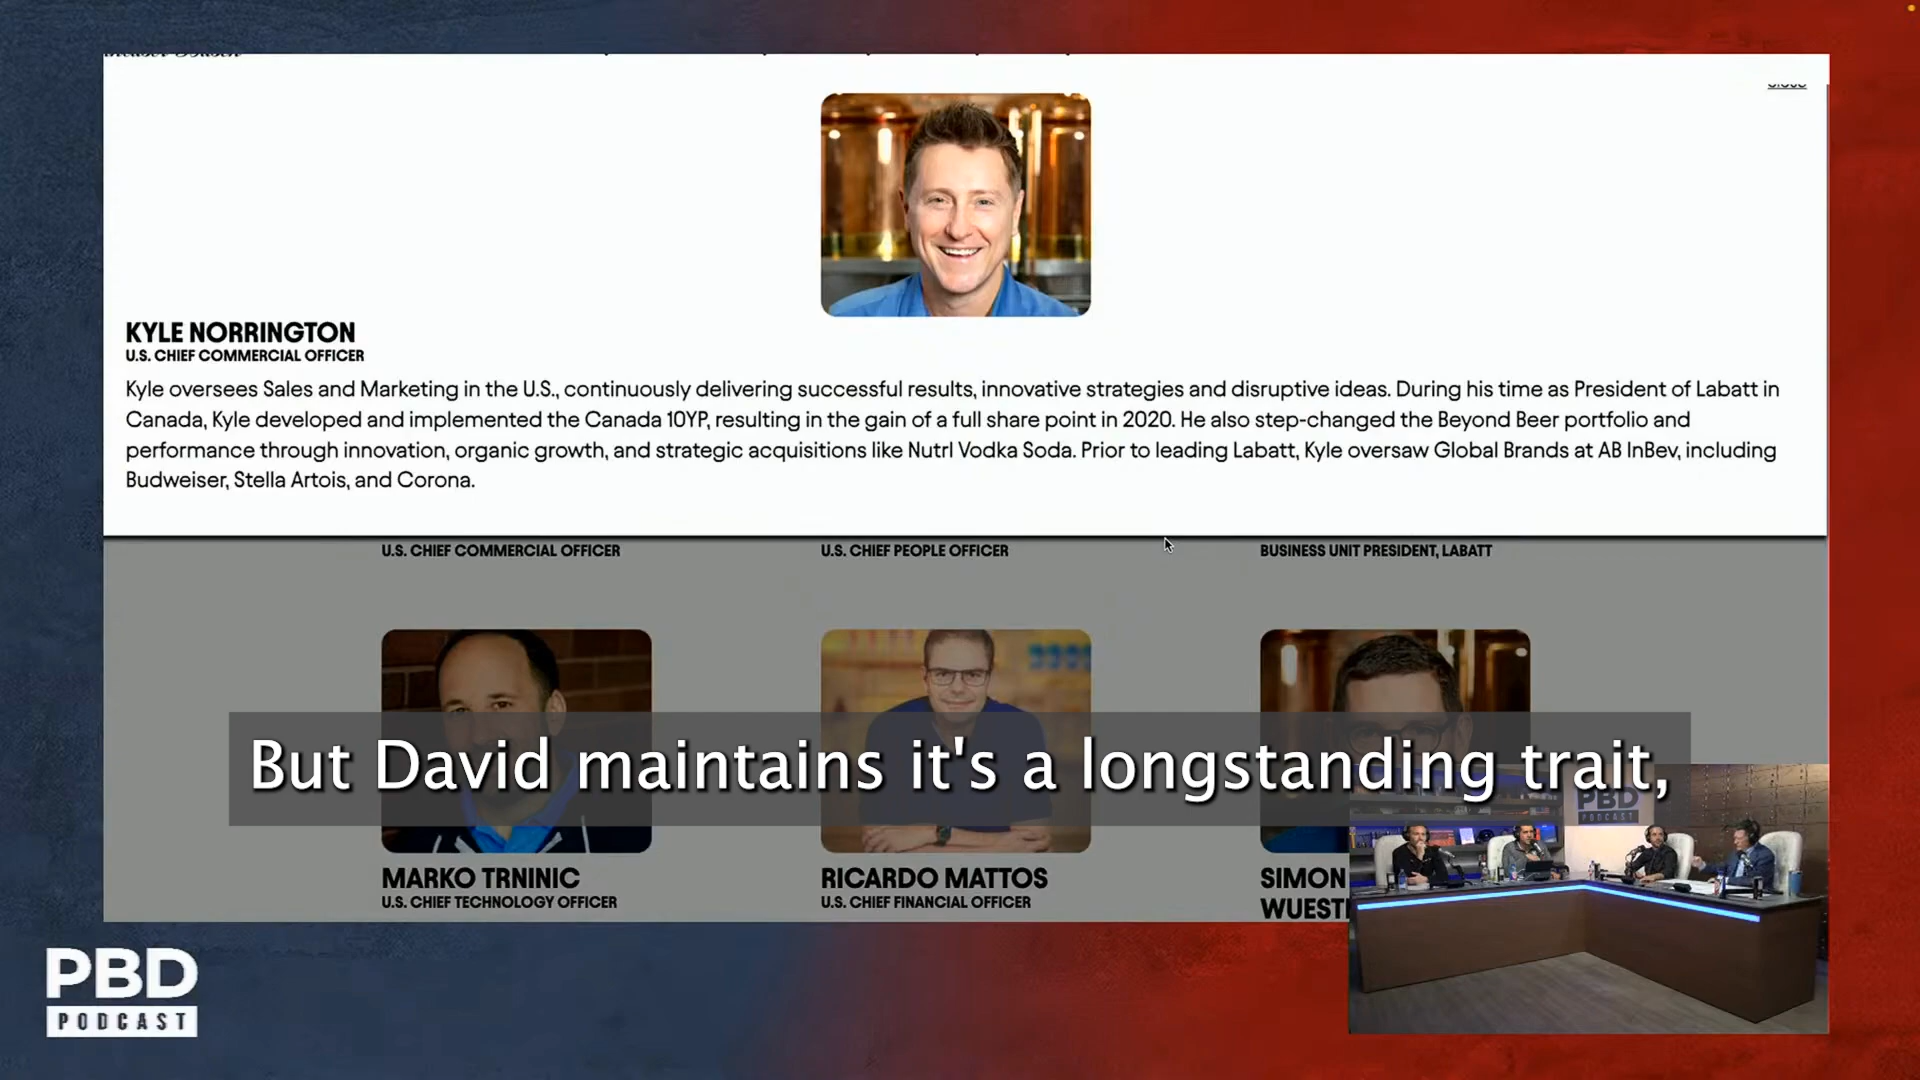 KYLE NORRINGTON
U.S. CHIEF COMMERCIAL OFFICER
Kyle oversees Sales and Marketing in the U.S., continuously delivering successful results, innovative strategies and disruptive ideas. During his time as President of Labatt in
Canada, Kyle developed and implemented the Canada 10YP, resulting in the gain of a full share point in 2020. He also step-changed the Beyond Beer portfolio and
performance through innovation, organic growth, and strategic acquisitions like Nutrl Vodka Soda. Prior to leading Labatt, Kyle oversaw Global Brands at AB InBev, including
Budweiser, Stella Artois, and Corona.
U.S. CHIEF COMMERCIAL OFFICER
U.S. CHIEF PEOPLE OFFICER
BUSINESS UNIT PRESIDENT, LABATT
But David maintains it's a longstanding trait,
PBD
PODCAST
MARKO TRNINIC
U.S. CHIEF TECHNOLOGY OFFICER
RICARDO MATTOS
U.S. CHIEF FINANCIAL OFFICER
SIMON
PBD
PODCAST